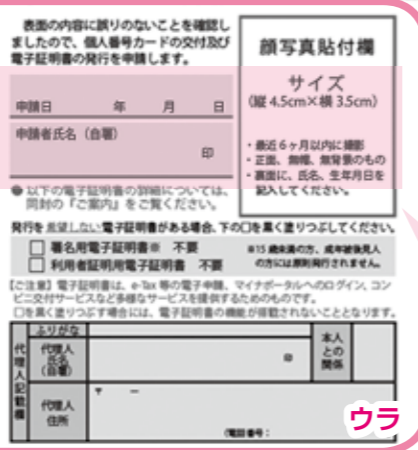 表面の内容に誤りのないことを確認し
ましたので、個人番号カードの交付及び
電子証明書の発行を申請します。
申請日 年 月 日
申請者氏名(自署)
印
顔写真貼付欄
サイズ
(縦 4.5cm×横 3.5cm)
・最近6ヶ月以内に撮影
・正面、無帽、無背景のもの
・裏面に、氏名、生年月日を
記入してください。
● 以下の電子証明書の詳細については、
同封の『ご案内』をご覧ください。
発行を希望しない電子証明書がある場合、下の□を黒く塗りつぶしてください。
□ 署名用電子証明書※ 不要
□ 利用者証明用電子証明書 不要
※15 歳未満の方、成年被後見人
の方には原則発行されません。
【ご注意】電子証明書は、e-Tax 等の電子申請、マイナポータルへのログイン、コン
ビニ交付サービスなど多様なサービスを提供するためのものです。
□を黒く塗りつぶす場合には、電子証明書の機能が搭載されないこととなります。
代理人記載欄
ふりがな
代理人
氏名
(自署)
印
本人
との
関係
代理人
住所
〒 －
(電話番号:
ウラ